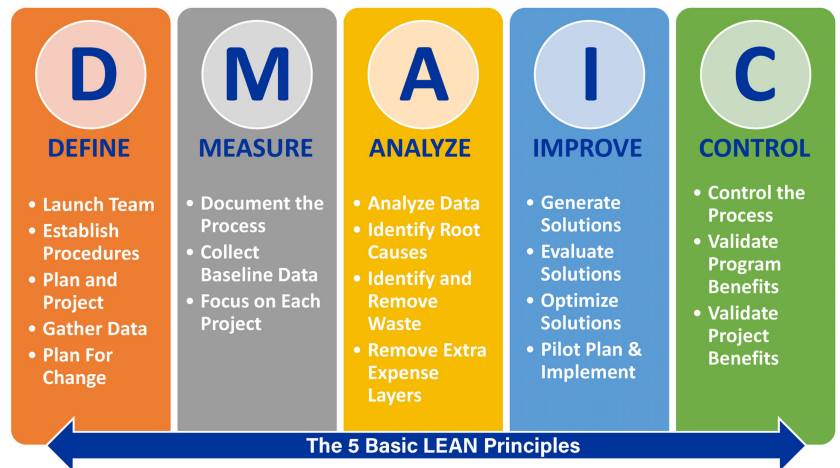 D
DEFINE
• Launch Team
• Establish
Procedures
• Plan and
Project
• Gather Data
• Plan For
Change
M
MEASURE
• Document the
Process
• Collect
Baseline Data
• Focus on Each
Project
A
ANALYZE
• Analyze Data
• Identify Root
Causes
• Identify and
Remove
Waste
• Remove Extra
Expense
Layers
I
IMPROVE
• Generate
Solutions
• Evaluate
Solutions
• Optimize
Solutions
• Pilot Plan &
Implement
C
CONTROL
• Control the
Process
• Validate
Program
Benefits
• Validate
Project
Benefits
The 5 Basic LEAN Principles